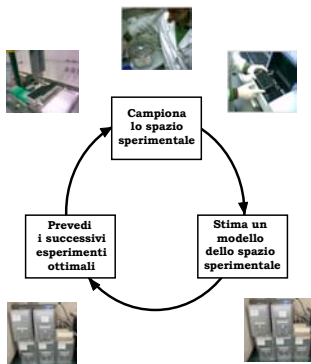 Campiona
lo spazio
sperimentale
Stima un
modello
dello spazio
sperimentale
Prevedi
i successivi
esperimenti
ottimali